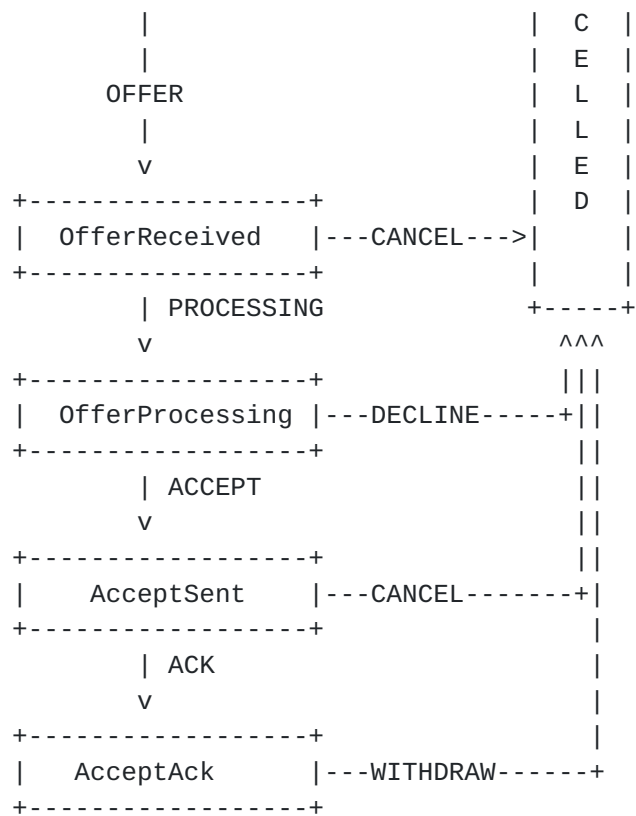 |                        |  C  |
            |                        |  E  |
          OFFER                      |  L  |
            |                        |  L  |
            v                        |  E  |
    +------------------+             |  D  |
    |  OfferReceived   |---CANCEL--->|     |
    +------------------+             |     |
            | PROCESSING             +-----+
            v                          ^^^
    +------------------+               |||
    |  OfferProcessing |---DECLINE-----+||
    +------------------+                ||
            | ACCEPT                    ||
            v                           ||
    +------------------+                ||
    |    AcceptSent    |---CANCEL-------+|
    +------------------+                 |
            | ACK                        |
            v                            |
    +------------------+                 |
    |   AcceptAck      |---WITHDRAW------+
    +------------------+